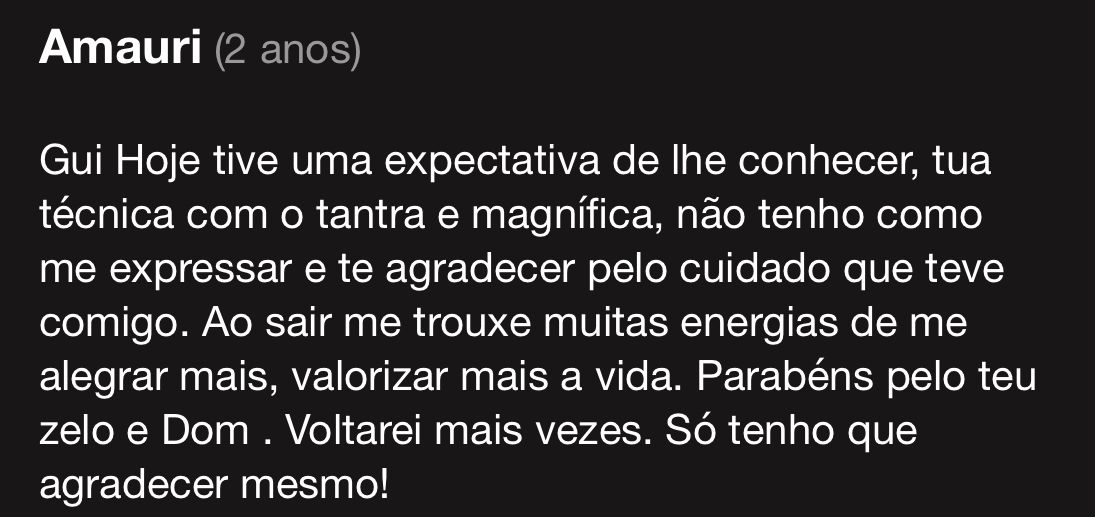 Amauri (2 anos)
Gui Hoje tive uma expectativa de lhe conhecer, tua
técnica com o tantra e magnífica, não tenho como
me expressar e te agradecer pelo cuidado que teve
comigo. Ao sair me trouxe muitas energias de me
alegrar mais, valorizar mais a vida. Parabéns pelo teu
zelo e Dom . Voltarei mais vezes. Só tenho que
agradecer mesmo!